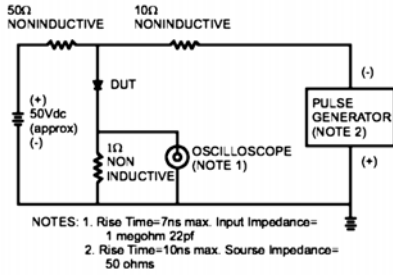 50Ω
NONINDUCTIVE
10Ω
NONINDUCTIVE
(+)
50Vdc
(approx)
(-)
DUT
1Ω
NON
INDUCTIVE
OSCILLOSCOPE
(NOTE 1)
(-)
PULSE
GENERATOR
(NOTE 2)
(+)
NOTES: 1. Rise Time=7ns max. Input Impedance=
1 megohm 22pf
2. Rise Time=10ns max. Sourse Impedance=
50 ohms